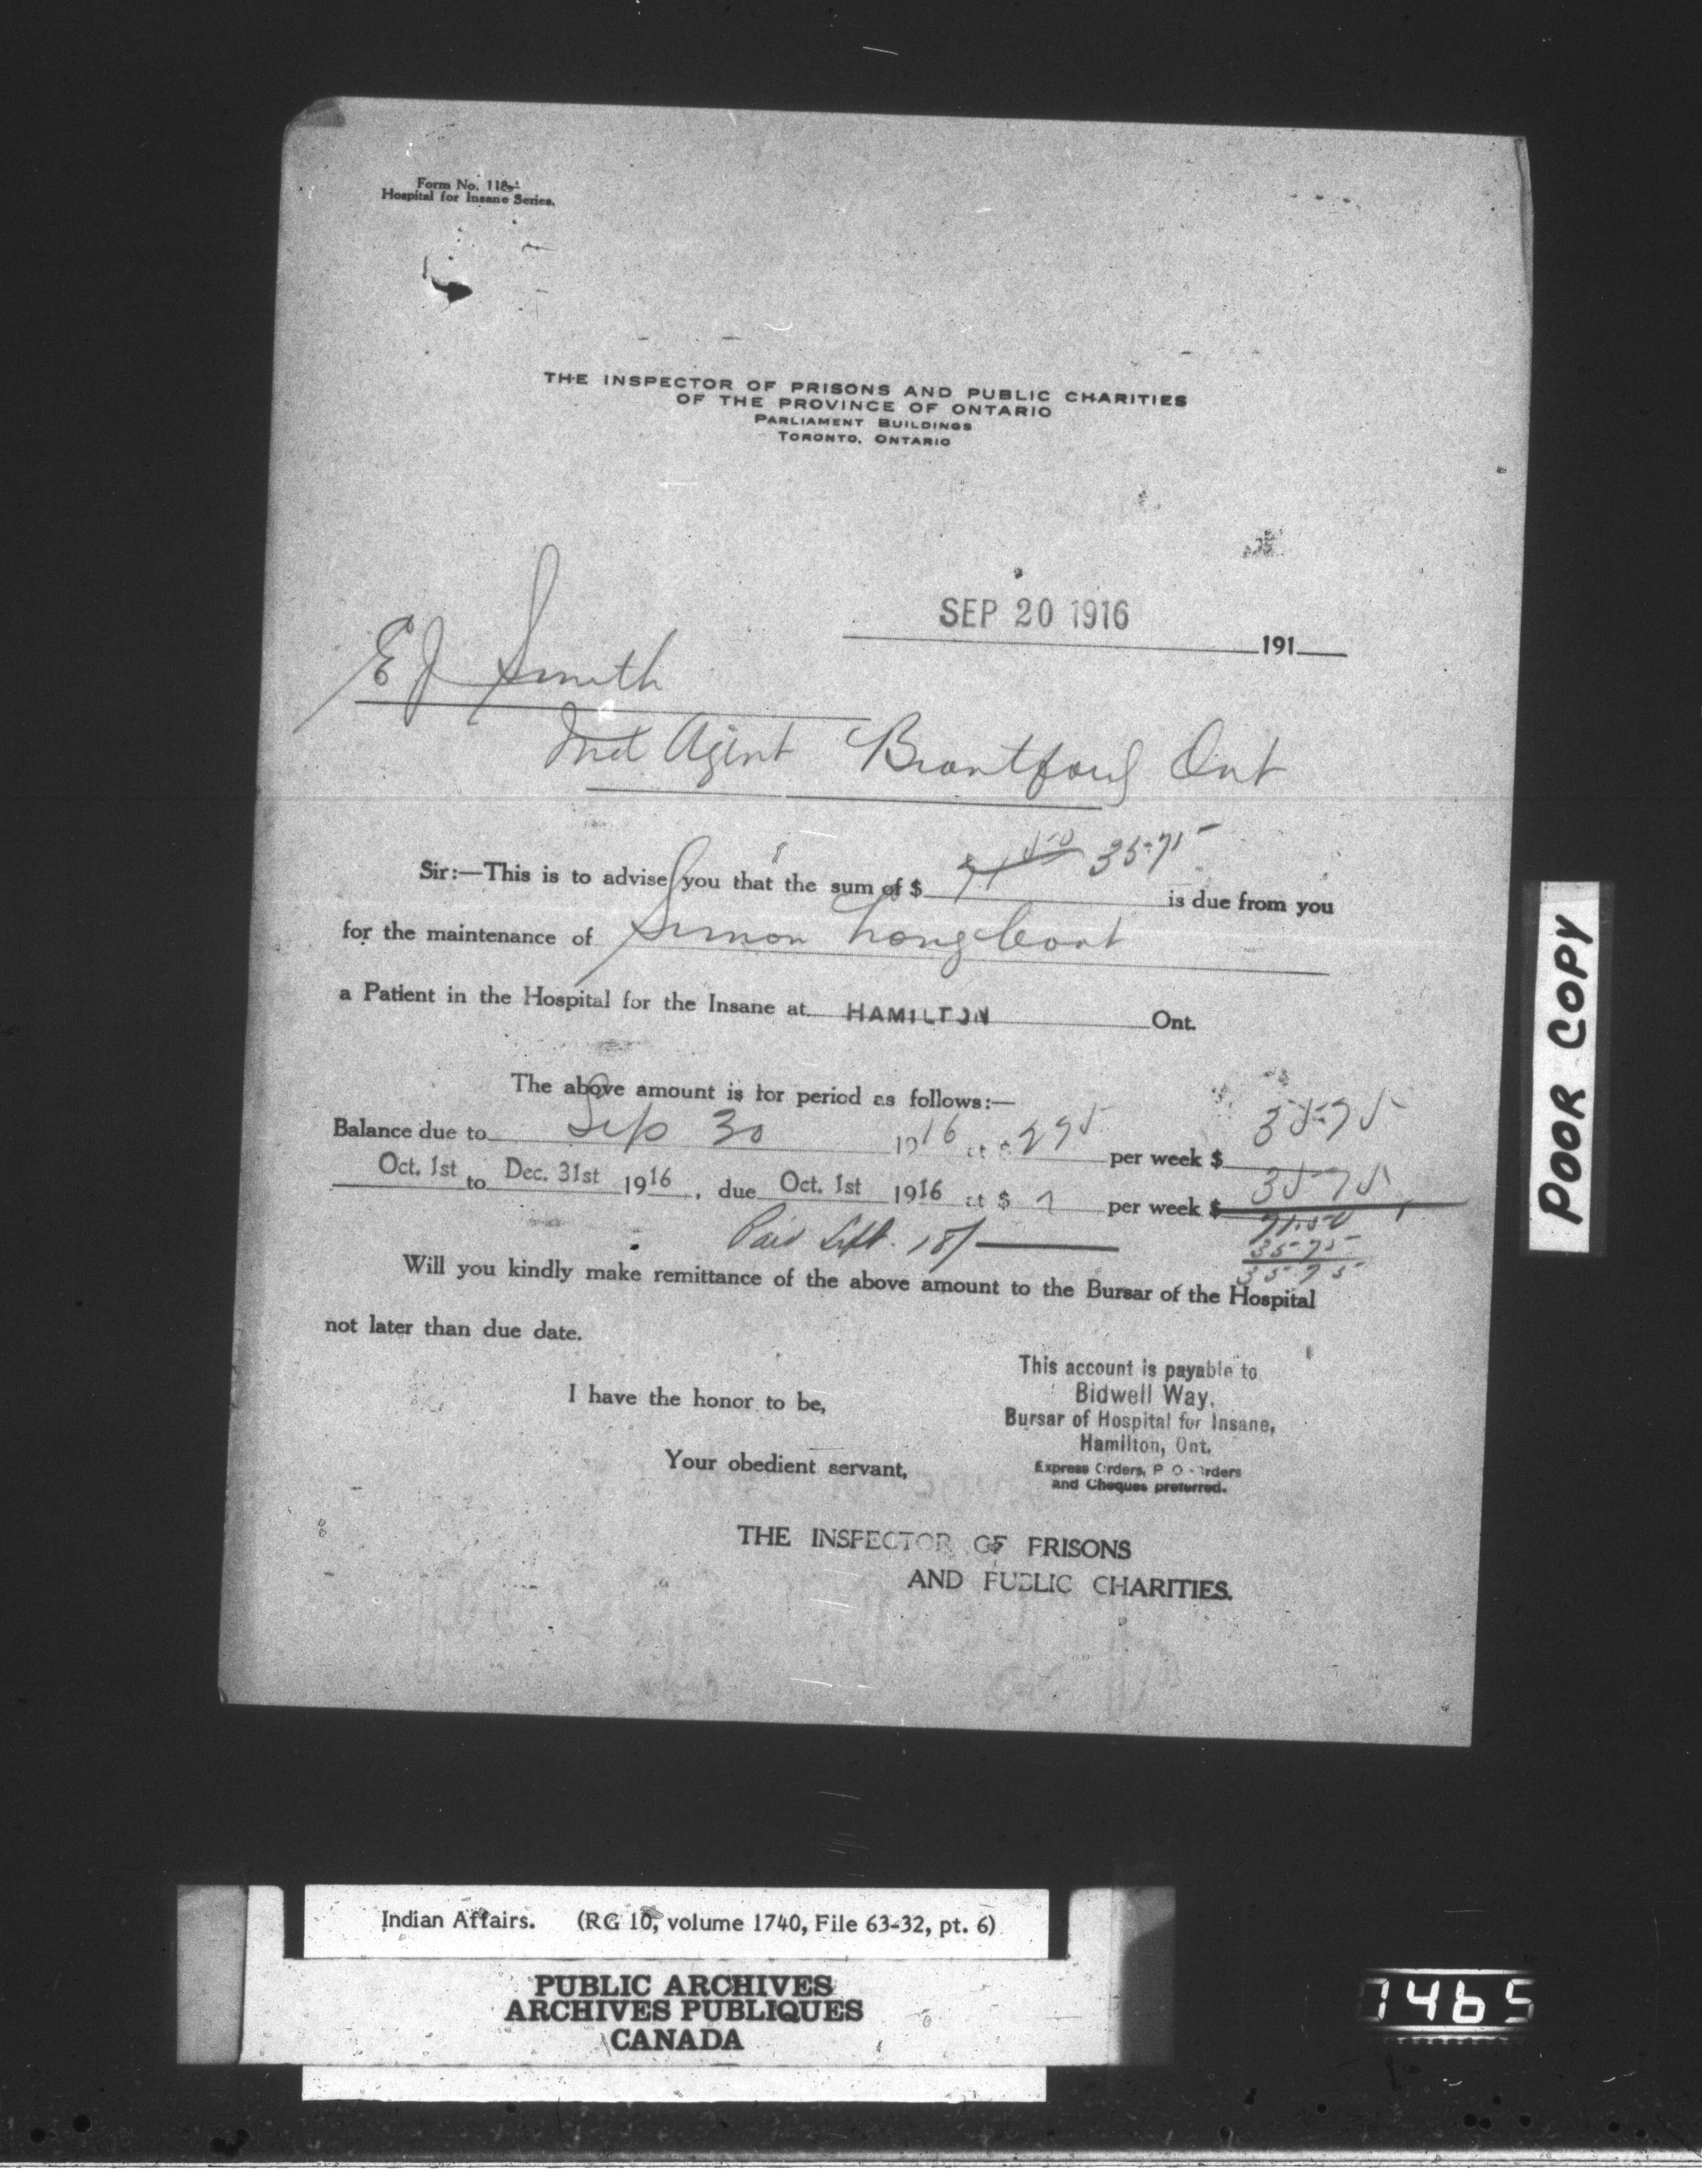 Form No. 118
Hospital for Insane Series.
THE INSPECTOR OF PRISONS AND PUBLIC CHARITIES
OF THE PROVINCE OF ONTARIO
PARLIAMENT BUILDINGS
TORONTO, ONTARIO
SEP 20 1916 191
E J Smith
Ind Agent Brantford Ont
Sir:—This is to advise you that the sum of $ 71 50 35.75 is due from you
for the maintenance of Simon Longboat
a Patient in the Hospital for the Insane at HAMILTON Ont.
The above amount is for period as follows:—
Balance due to Sep 30 1916 at $ 275 per week $ 35.75
Oct. 1st to Dec. 31st 1916, due Oct. 1st 1916 at $ per week $ 35.75
71.50
Paid Sept. 18/ 35.75
35.75
Will you kindly make remittance of the above amount to the Bursar of the Hospital
not later than due date.
This account is payable to
Bidwell Way,
Bursar of Hospital for Insane,
Hamilton, Ont.
Express Orders, P O Orders
and Cheques preferred.
I have the honor to be,
Your obedient servant,
THE INSPECTOR OF PRISONS
AND PUBLIC CHARITIES.
POOR COPY
Indian Affairs. (RG 10, volume 1740, File 63-32, pt. 6)
PUBLIC ARCHIVES
ARCHIVES PUBLIQUES
CANADA
7465